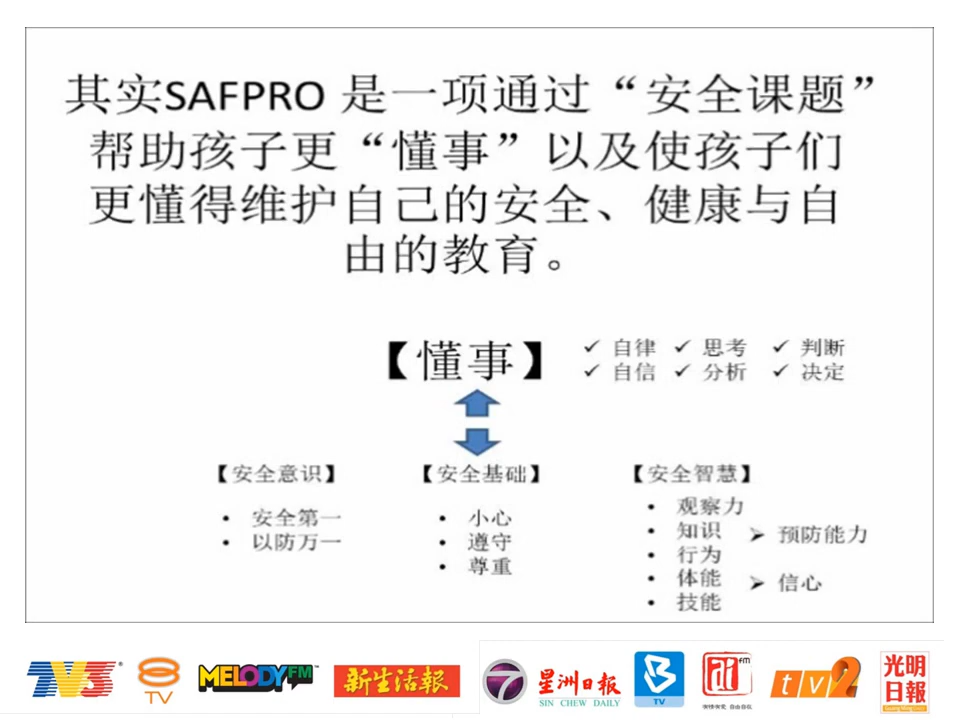 其实SAFPRO 是一项通过“安全课题”
帮助孩子更“懂事”以及使孩子们
更懂得维护自己的安全、健康与自
由的教育。
【懂事】
✓ 自律 ✓ 思考 ✓ 判断
✓ 自信 ✓ 分析 ✓ 决定
【安全意识】
• 安全第一
• 以防万一
【安全基础】
• 小心
• 遵守
• 尊重
【安全智慧】
• 观察力
• 知识
• 行为
• 体能
• 技能
➢ 预防能力
➢ 信心
TV3
8
TV
MELODY FM
新生活報
7
星洲日报
SIN CHEW DAILY
B
TV
ai fm
tv2
光明
日報